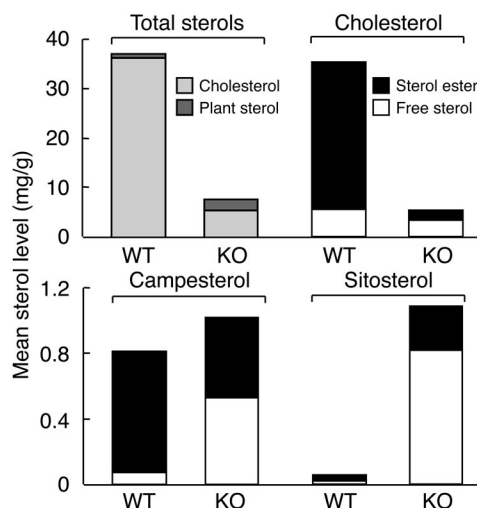 Total sterols Cholesterol
40
30
20
10
0
Cholesterol
Plant sterol
Sterol ester
Free sterol
WT KO WT KO
Mean sterol level (mg/g)
Campesterol Sitosterol
1.2
0.8
0.4
0
WT KO WT KO